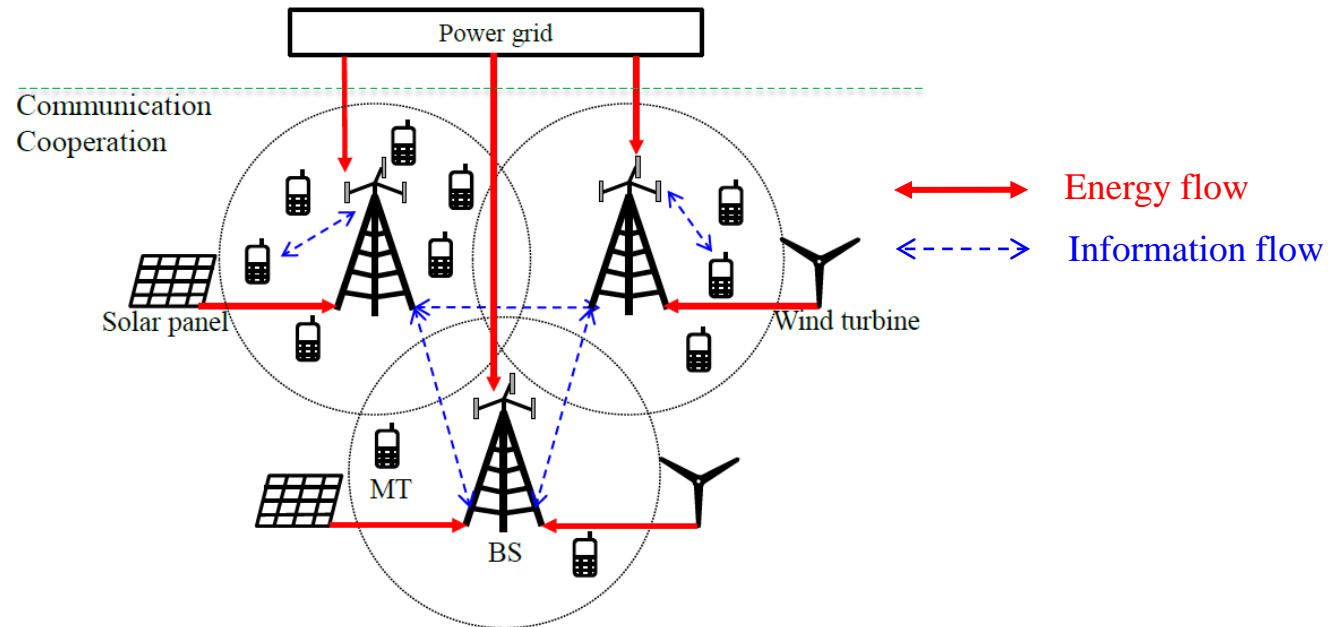 Power grid
Communication
Cooperation
Energy flow
Information flow
Solar panel
Wind turbine
MT
BS